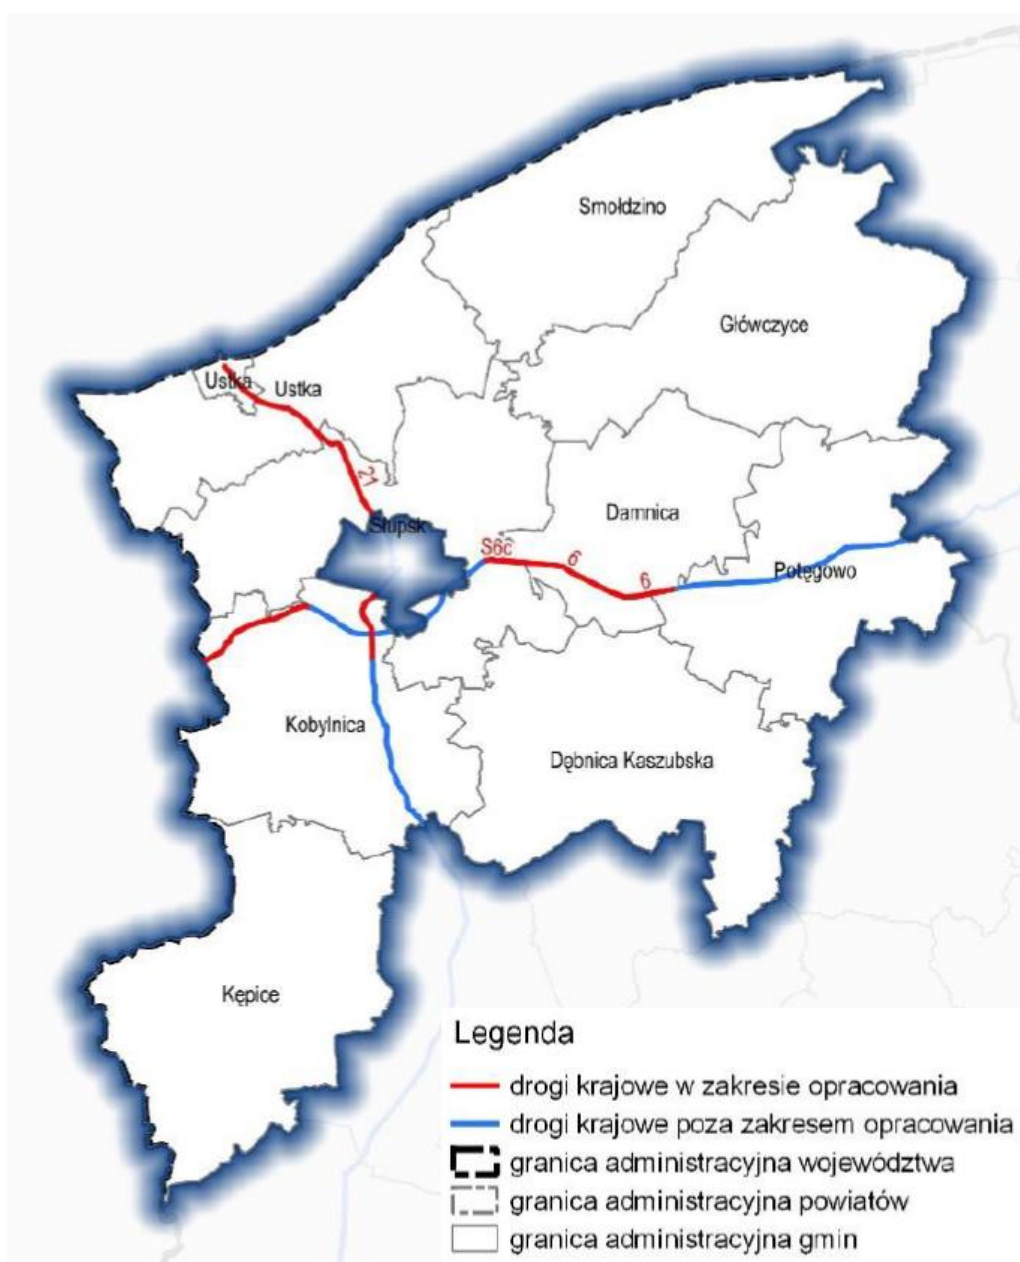 Smołdzino
Główczyce
Ustka
Ustka
21
Słupsk
Damnica
S6c
6
6
Potęgowo
Kobylnica
Dębnica Kaszubska
Kępice
Legenda
drogi krajowe w zakresie opracowania
drogi krajowe poza zakresem opracowania
granica administracyjna województwa
granica administracyjna powiatów
granica administracyjna gmin